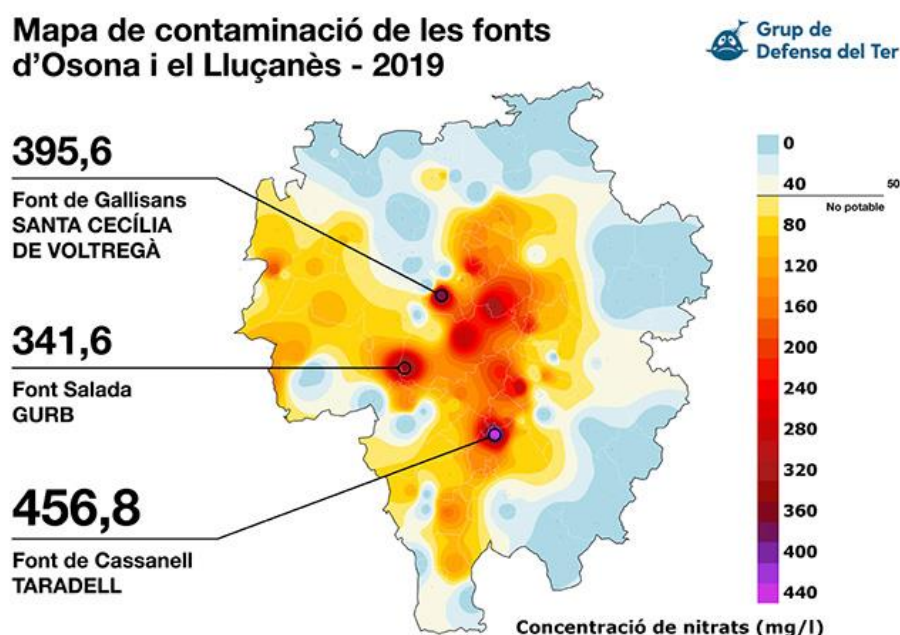 Mapa de contaminació de les fonts
d'Osona i el Lluçanès - 2019
Grup de
Defensa del Ter
395,6
Font de Gallisans
SANTA CECÍLIA
DE VOLTREGÀ
341,6
Font Salada
GURB
456,8
Font de Cassanell
TARADELL
0
40
50
No potable
80
120
160
200
240
280
320
360
400
440
Concentració de nitrats (mg/l)